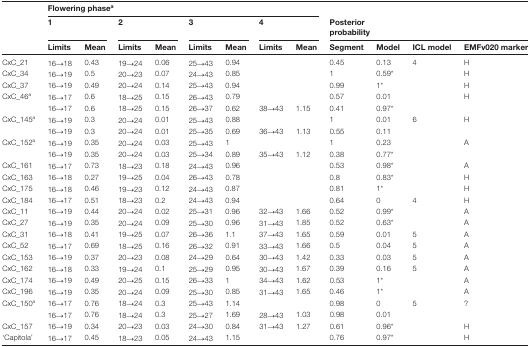 Flowering phaseª
1 2 3 4 Posterior probability
Limits Mean Limits Mean Limits Mean Limits Mean Segment Model ICL model EMFv020 marker
CxC_21 16→18 0.43 19→24 0.06 25→43 0.94 0.45 0.13 4 H
CxC_34 16→19 0.5 20→23 0.07 24→43 0.85 1 0.59* H
CxC_37 16→19 0.49 20→24 0.14 25→43 0.94 0.99 1* H
CxC_46ª 16→17 0.6 18→25 0.15 26→43 0.79 0.57 0.01 H
16→17 0.6 18→25 0.15 26→37 0.62 38→43 1.15 0.41 0.97*
CxC_145ª 16→19 0.3 20→24 0.01 25→43 0.88 1 0.01 6 H
16→19 0.3 20→24 0.01 25→35 0.69 36→43 1.13 0.55 0.11
CxC_152ª 16→19 0.35 20→24 0.03 25→43 1 1 0.23 A
16→19 0.35 20→24 0.03 25→34 0.89 35→43 1.12 0.38 0.77*
CxC_161 16→17 0.73 18→23 0.18 24→43 0.96 0.53 0.98* A
CxC_163 16→18 0.27 19→25 0.04 26→43 0.78 0.8 0.83* H
CxC_175 16→18 0.46 19→23 0.12 24→43 0.87 0.81 1* H
CxC_184 16→17 0.51 18→23 0.2 24→43 0.94 0.64 0 4 H
CxC_11 16→19 0.44 20→24 0.02 25→31 0.96 32→43 1.66 0.52 0.99* A
CxC_27 16→19 0.35 20→24 0.09 25→30 0.96 31→43 1.85 0.52 0.63* A
CxC_31 16→18 0.41 19→25 0.07 26→36 1.1 37→43 1.65 0.59 0.01 5 A
CxC_52 16→17 0.69 18→25 0.16 26→32 0.91 33→43 1.66 0.5 0.04 5 A
CxC_153 16→19 0.37 20→23 0.08 24→29 0.64 30→43 1.42 0.33 0.03 5 A
CxC_162 16→18 0.33 19→24 0.1 25→29 0.95 30→43 1.67 0.39 0.16 5 A
CxC_174 16→19 0.49 20→25 0.15 26→33 1 34→43 1.62 0.53 1* A
CxC_196 16→19 0.35 20→24 0.09 25→30 0.85 31→43 1.65 0.46 1* A
CxC_150ª 16→17 0.76 18→24 0.3 25→43 1.14 0.98 0 5 ?
16→17 0.76 18→24 0.3 25→27 1.69 28→43 1.03 0.98 0.01
CxC_157 16→19 0.34 20→23 0.03 24→30 0.84 31→43 1.27 0.61 0.96* H
'Capitola' 16→17 0.45 18→23 0.05 24→43 1.15 0.76 0.97* H